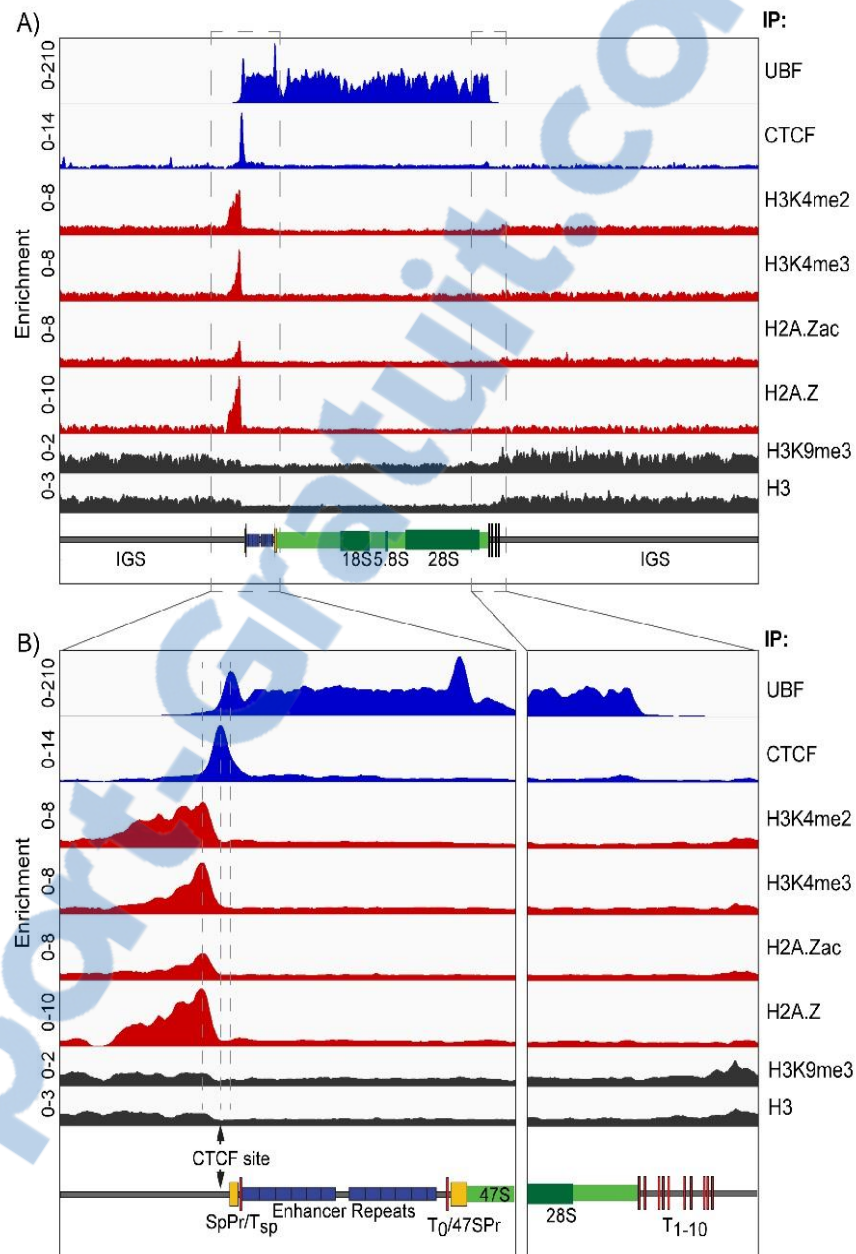 A)
IP:
0-210
UBF
0-14
CTCF
0-8
H3K4me2
0-8
H3K4me3
0-8
H2A.Zac
0-10
H2A.Z
0-2
H3K9me3
0-3
H3
Enrichment
IGS
18S 5.8S
28S
IGS
B)
IP:
0-210
UBF
0-14
CTCF
0-8
H3K4me2
0-8
H3K4me3
0-8
H2A.Zac
0-10
H2A.Z
0-2
H3K9me3
0-3
H3
Enrichment
CTCF site
47S
SpPr/Tsp
Enhancer Repeats
T0/47SPr
28S
T1-10
port-Gratuit.co